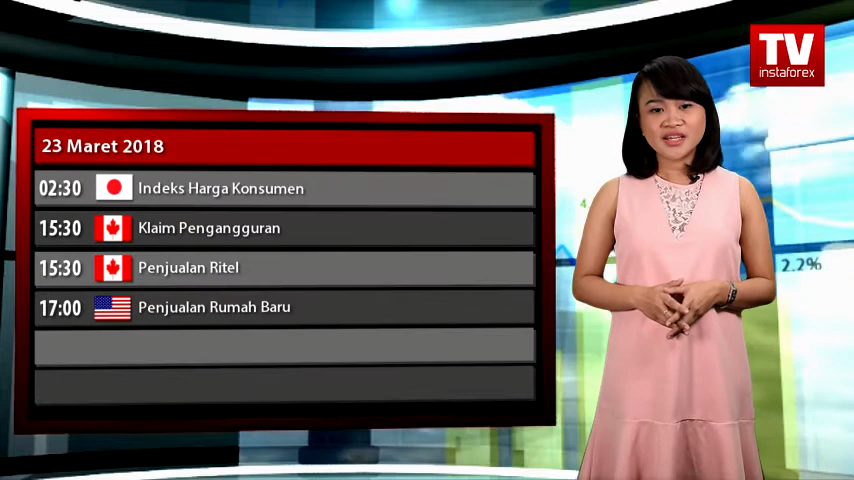 TV
instaforex
23 Maret 2018
02:30 Indeks Harga Konsumen
15:30 Klaim Pengangguran
15:30 Penjualan Ritel
17:00 Penjualan Rumah Baru
4
2.2%